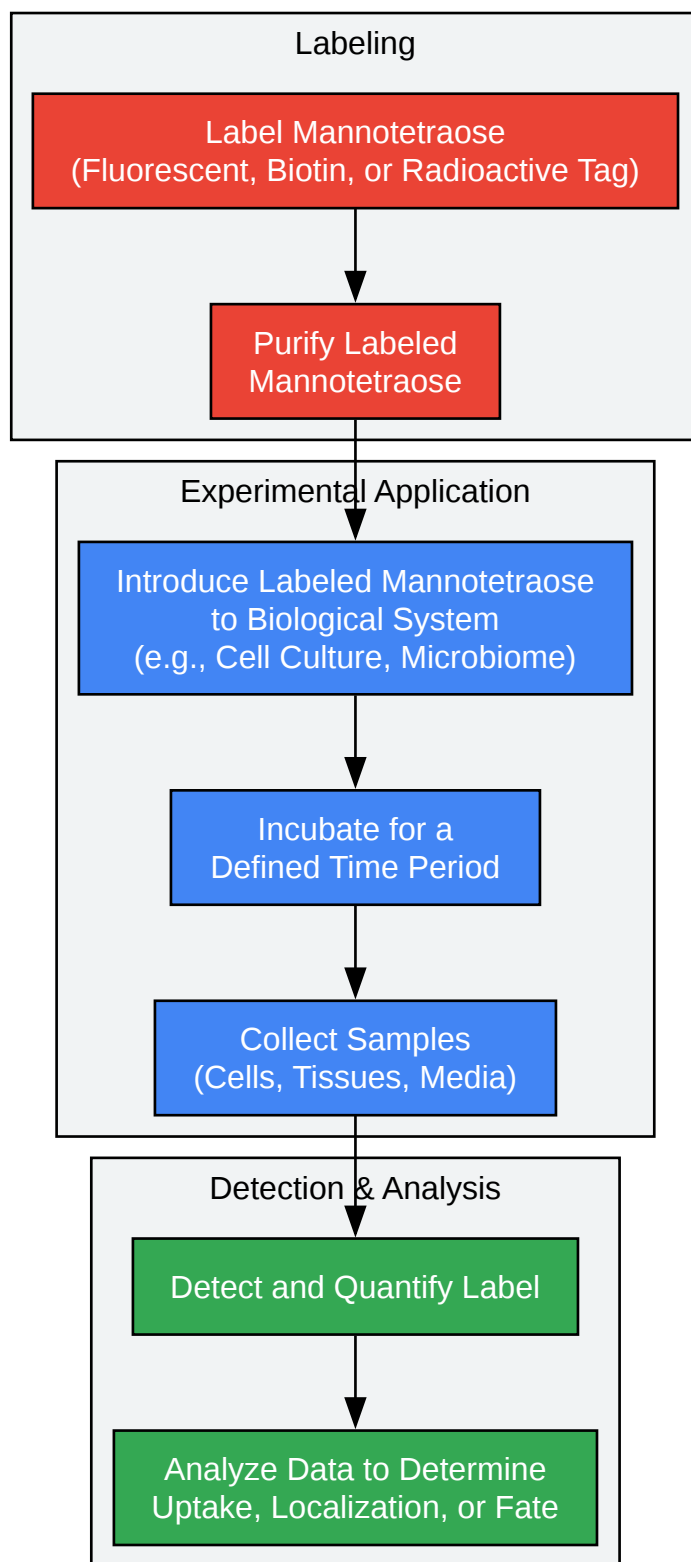 Labeling
Label Mannotetraose
(Fluorescent, Biotin, or Radioactive Tag)
Purify Labeled
Mannotetraose
Experimental Application
Introduce Labeled Mannotetraose
to Biological System
(e.g., Cell Culture, Microbiome)
Incubate for a
Defined Time Period
Collect Samples
(Cells, Tissues, Media)
Detection & Analysis
Detect and Quantify Label
Analyze Data to Determine
Uptake, Localization, or Fate